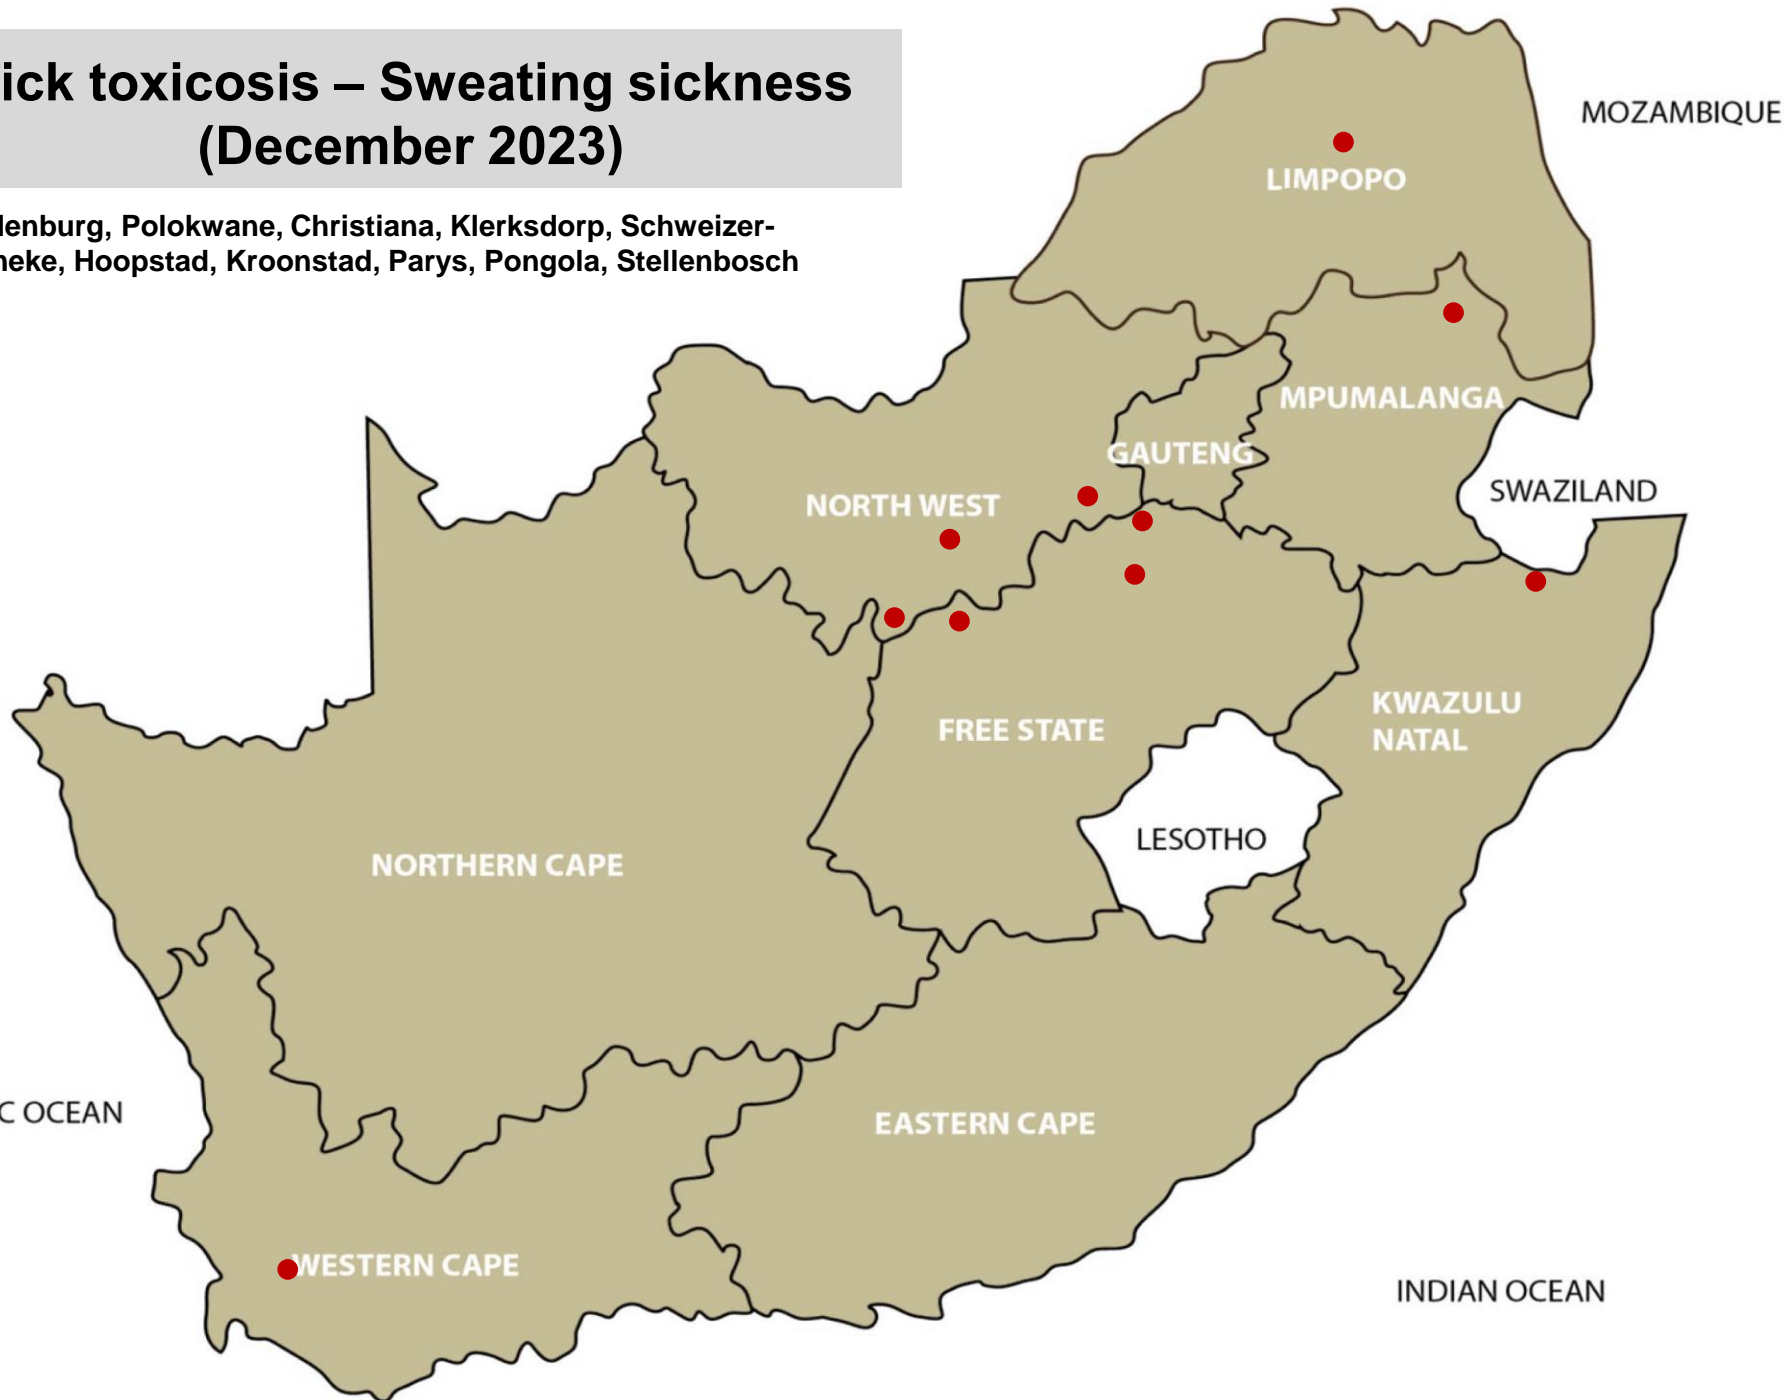 ick toxicosis – Sweating sickness
(December 2023)
lenburg, Polokwane, Christiana, Klerksdorp, Schweizer-
neke, Hoopstad, Kroonstad, Parys, Pongola, Stellenbosch
MOZAMBIQUE
LIMPOPO
MPUMALANGA
GAUTENG
SWAZILAND
NORTH WEST
KWAZULU
NATAL
FREE STATE
LESOTHO
NORTHERN CAPE
C OCEAN
EASTERN CAPE
WESTERN CAPE
INDIAN OCEAN